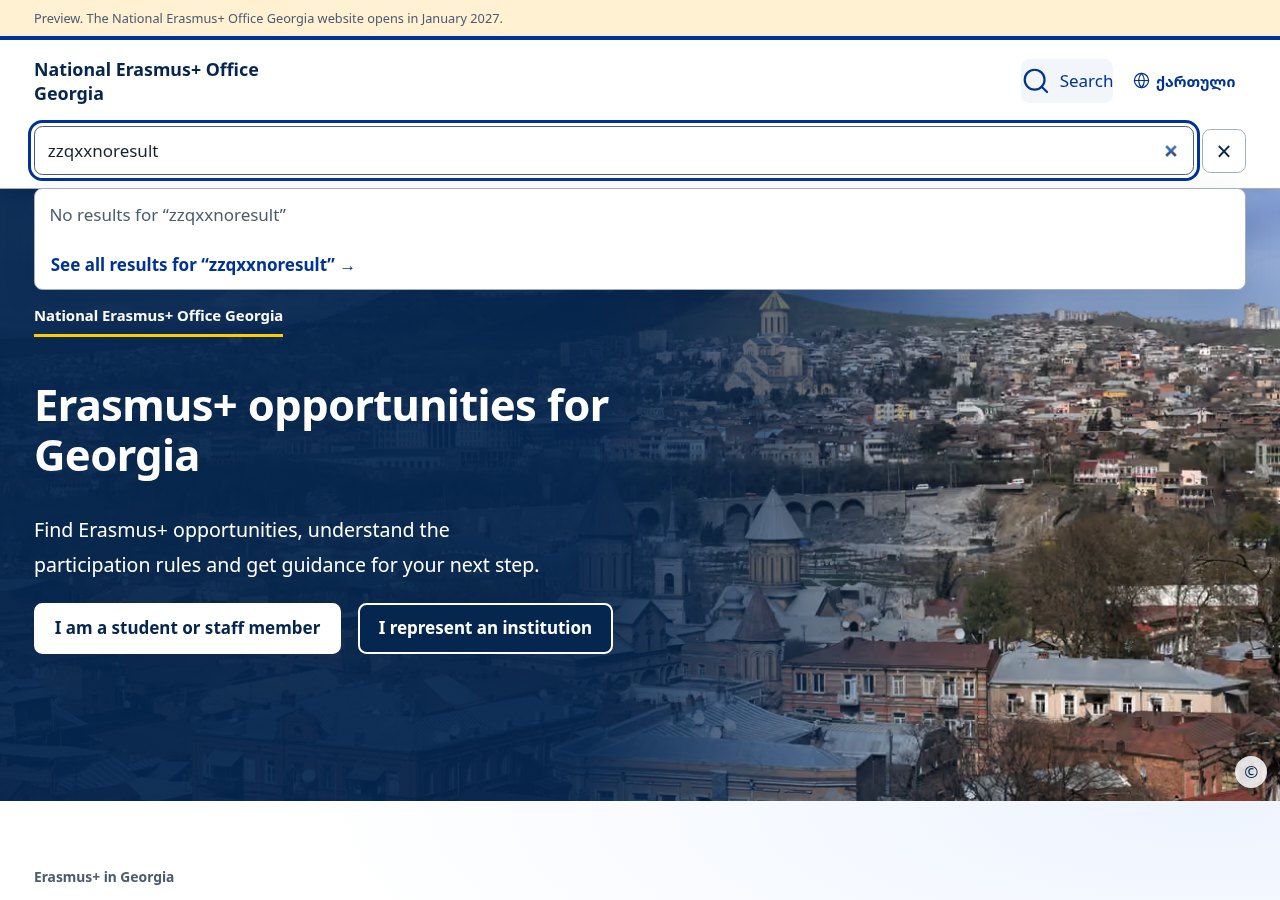 Preview. The National Erasmus+ Office Georgia website opens in January 2027.
National Erasmus+ Office
Georgia
Search
ქართული
zzqxxnoresult
No results for “zzqxxnoresult”
See all results for “zzqxxnoresult” →
National Erasmus+ Office Georgia
Erasmus+ opportunities for
Georgia
Find Erasmus+ opportunities, understand the
participation rules and get guidance for your next step.
I am a student or staff member
I represent an institution
©
Erasmus+ in Georgia